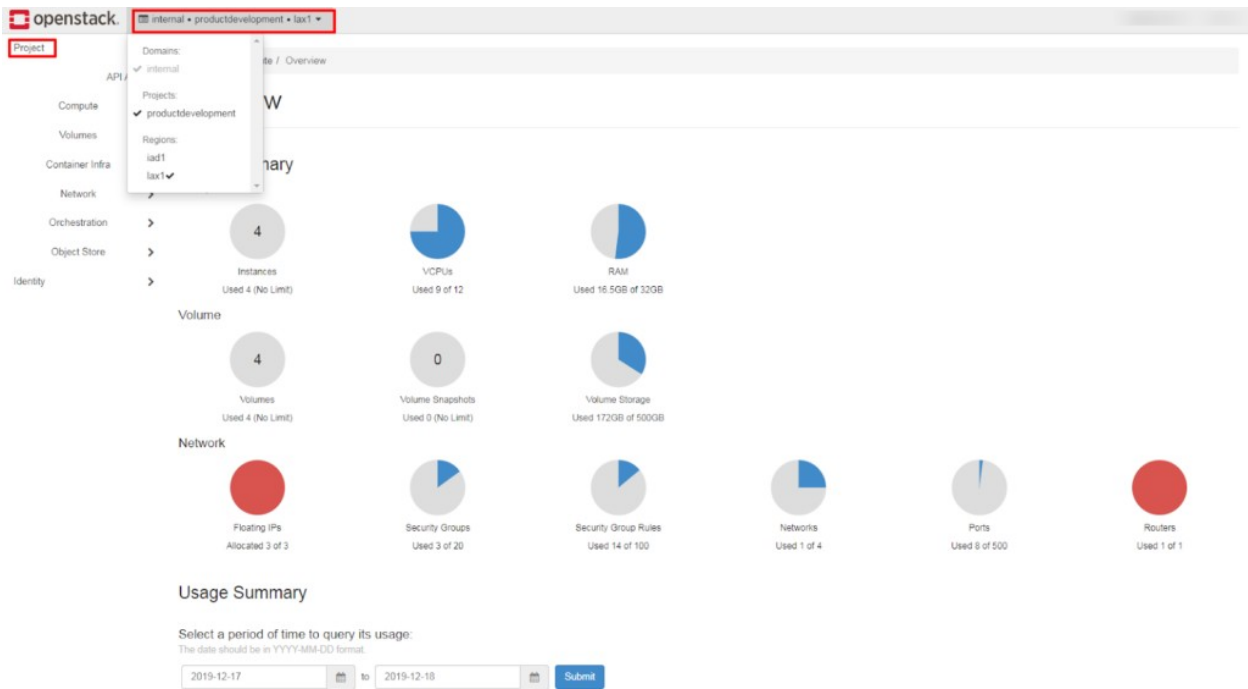 openstack. internal • productdevelopment • lax1
Project
Domains:
internal
Projects:
productdevelopment
Regions:
iad1
lax1
/ Overview
API
Compute
Volumes
Container Infra
Network
Orchestration
Object Store
Identity
4
Instances
Used 4 (No Limit)
VCPUs
Used 9 of 12
RAM
Used 16.5GB of 32GB
Volume
4
Volumes
Used 4 (No Limit)
0
Volume Snapshots
Used 0 (No Limit)
Volume Storage
Used 172GB of 500GB
Network
Floating IPs
Allocated 3 of 3
Security Groups
Used 3 of 20
Security Group Rules
Used 14 of 100
Networks
Used 1 of 4
Ports
Used 8 of 500
Routers
Used 1 of 1
Usage Summary
Select a period of time to query its usage:
The date should be in YYYY-MM-DD format.
2019-12-17 to 2019-12-18 Submit